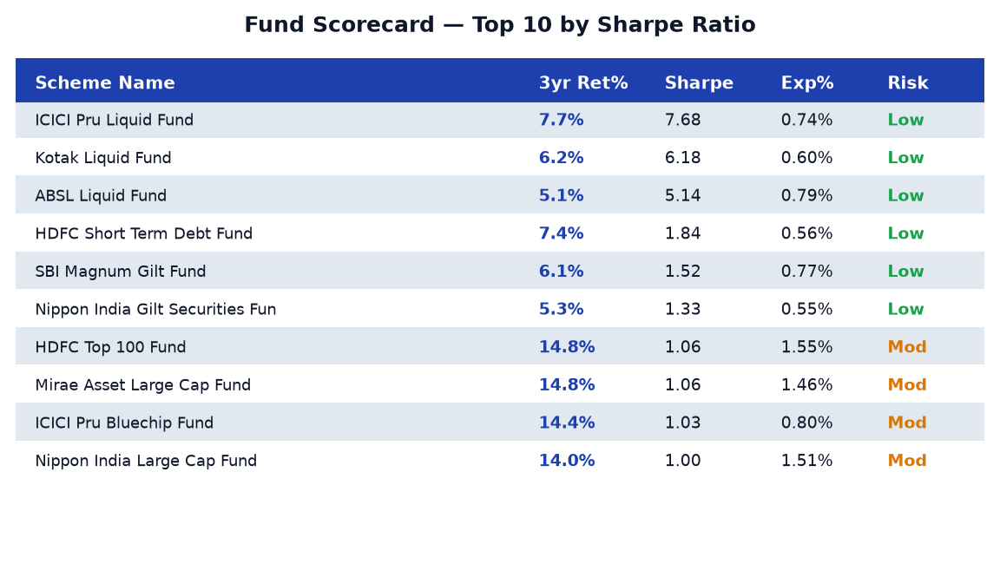 Fund Scorecard — Top 10 by Sharpe Ratio
Scheme Name 3yr Ret% Sharpe Exp% Risk
ICICI Pru Liquid Fund 7.7% 7.68 0.74% Low
Kotak Liquid Fund 6.2% 6.18 0.60% Low
ABSL Liquid Fund 5.1% 5.14 0.79% Low
HDFC Short Term Debt Fund 7.4% 1.84 0.56% Low
SBI Magnum Gilt Fund 6.1% 1.52 0.77% Low
Nippon India Gilt Securities Fun 5.3% 1.33 0.55% Low
HDFC Top 100 Fund 14.8% 1.06 1.55% Mod
Mirae Asset Large Cap Fund 14.8% 1.06 1.46% Mod
ICICI Pru Bluechip Fund 14.4% 1.03 0.80% Mod
Nippon India Large Cap Fund 14.0% 1.00 1.51% Mod